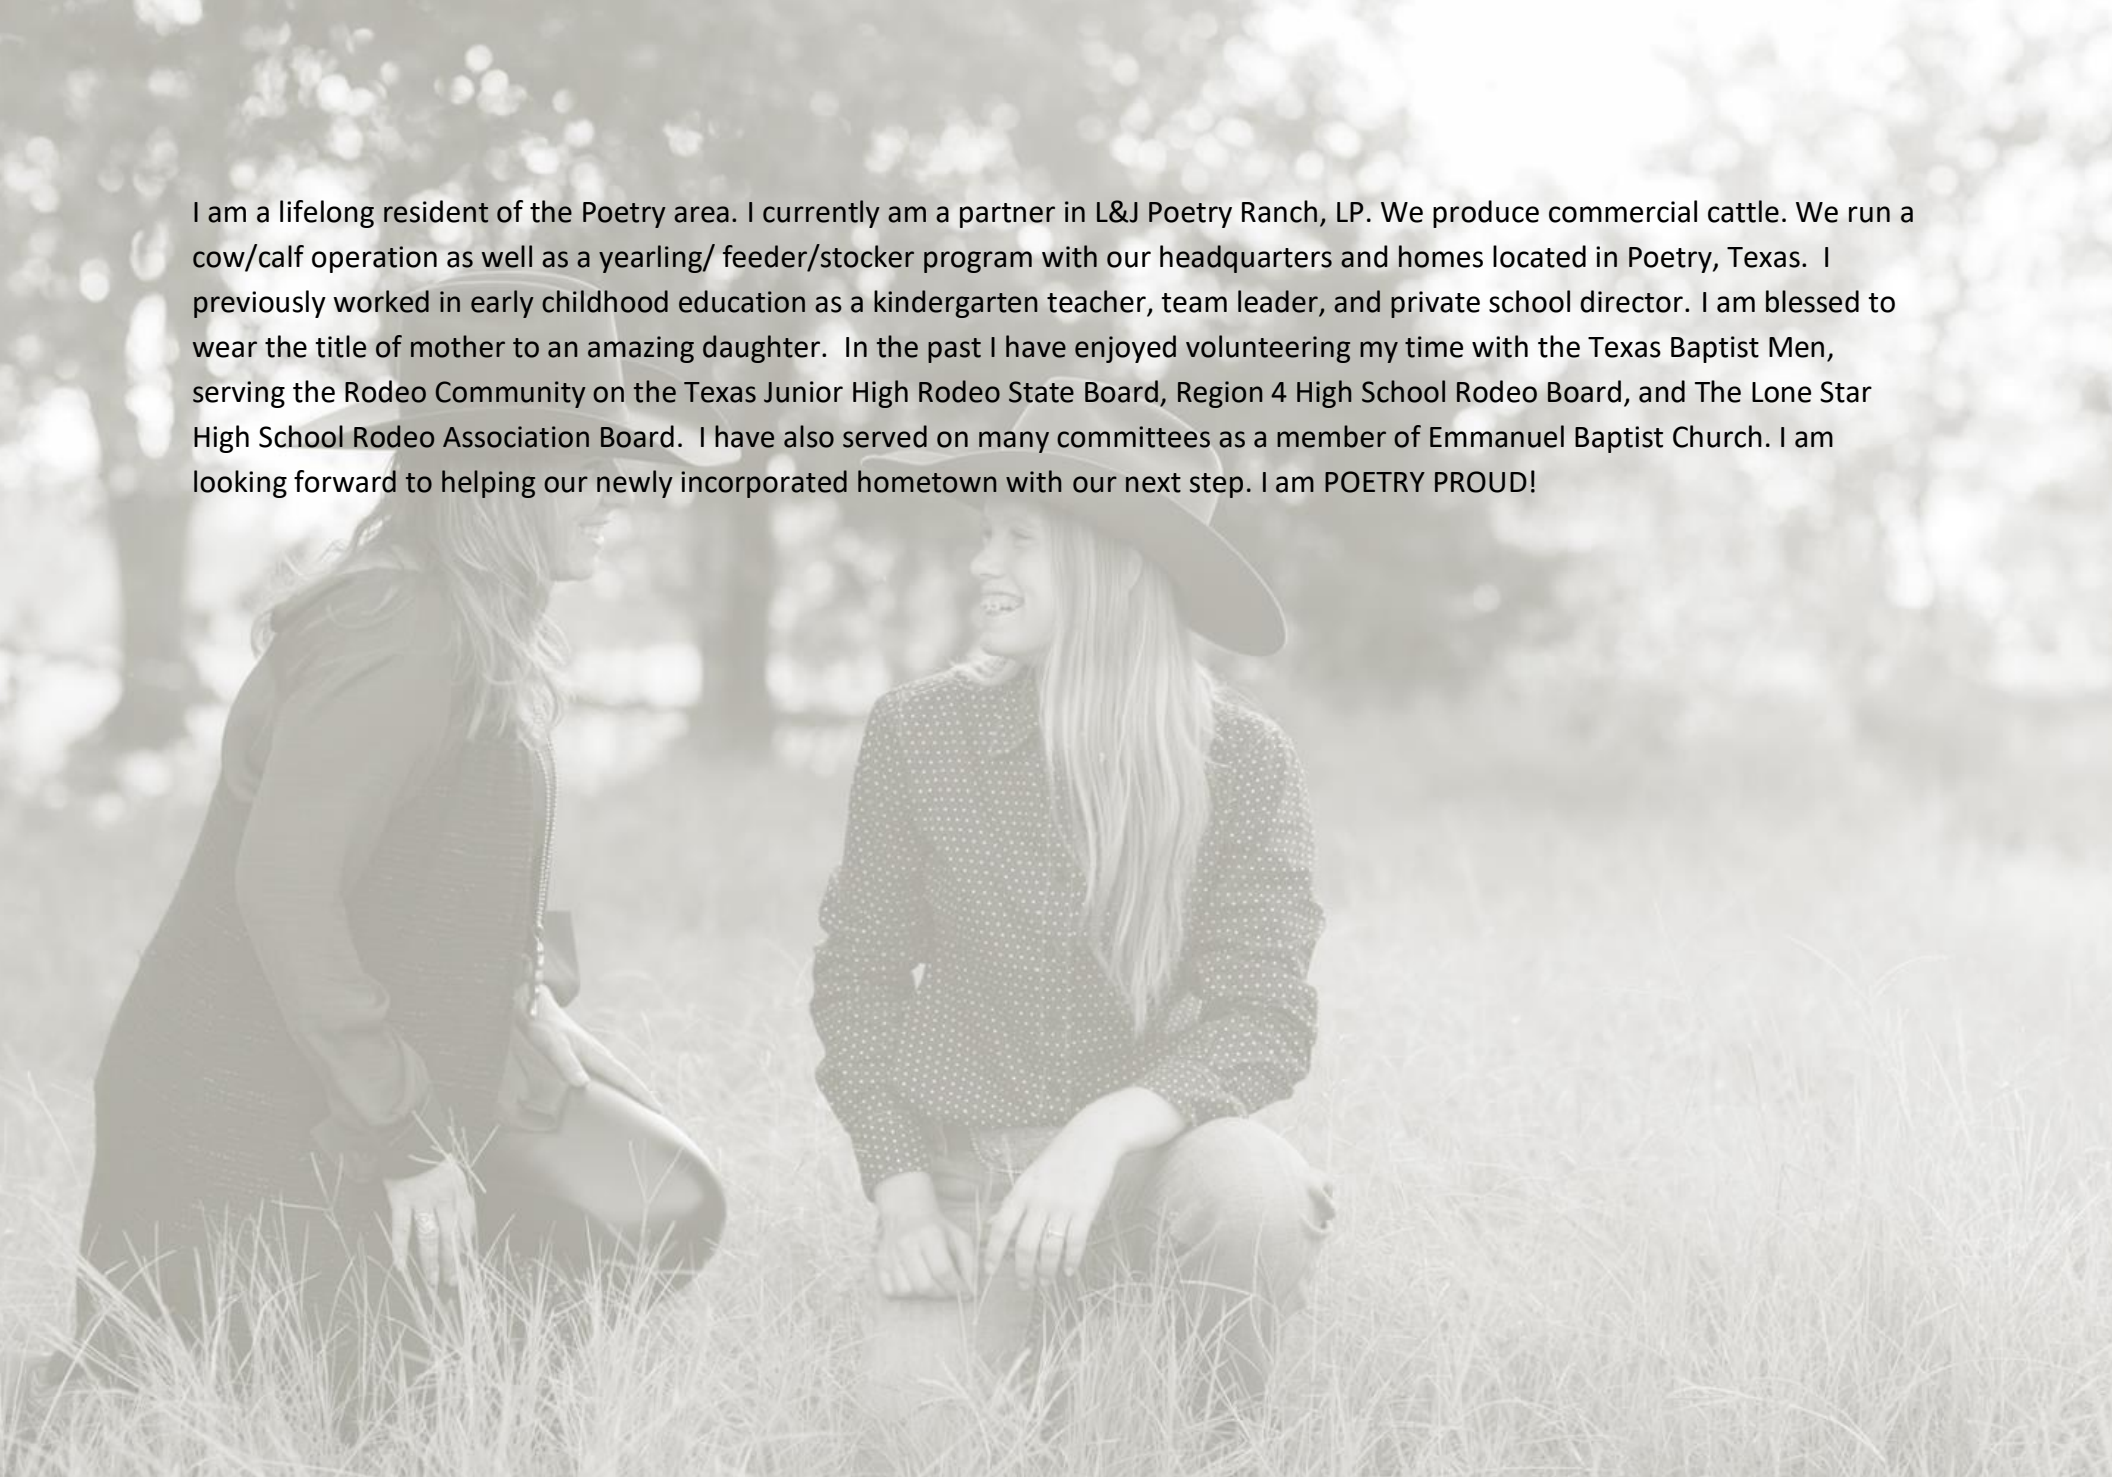 I am a lifelong resident of the Poetry area. I currently am a partner in L&J Poetry Ranch, LP. We produce commercial cattle. We run a
cow/calf operation as well as a yearling/ feeder/stocker program with our headquarters and homes located in Poetry, Texas.  I
previously worked in early childhood education as a kindergarten teacher, team leader, and private school director. I am blessed to
wear the title of mother to an amazing daughter.  In the past I have enjoyed volunteering my time with the Texas Baptist Men,
serving the Rodeo Community on the Texas Junior High Rodeo State Board, Region 4 High School Rodeo Board, and The Lone Star
High School Rodeo Association Board.  I have also served on many committees as a member of Emmanuel Baptist Church. I am
looking forward to helping our newly incorporated hometown with our next step. I am POETRY PROUD!